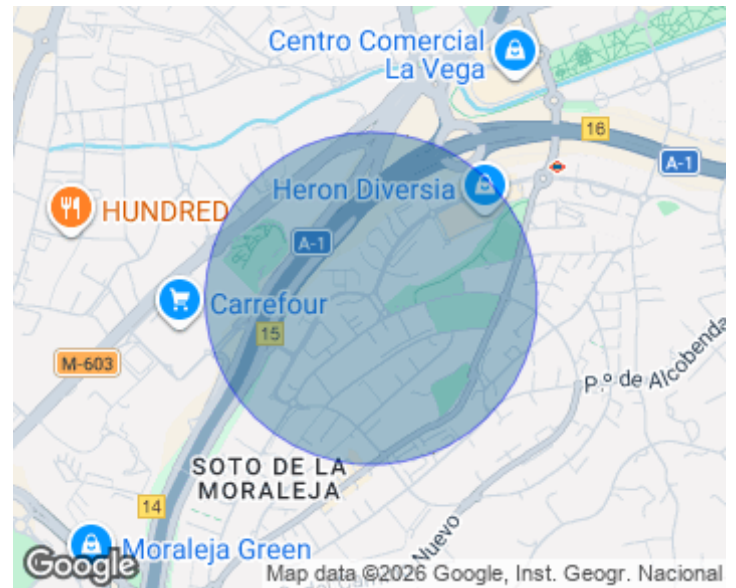 Centro Comercial
La Vega
16
A-1
HUNDRED
Heron Diversia
A-1
Carrefour
15
M-603
P.º de Alcobenda
SOTO DE LA
MORALEJA
14
Moraleja Green
Nuevo
Google
Map data ©2026 Google, Inst. Geogr. Nacional